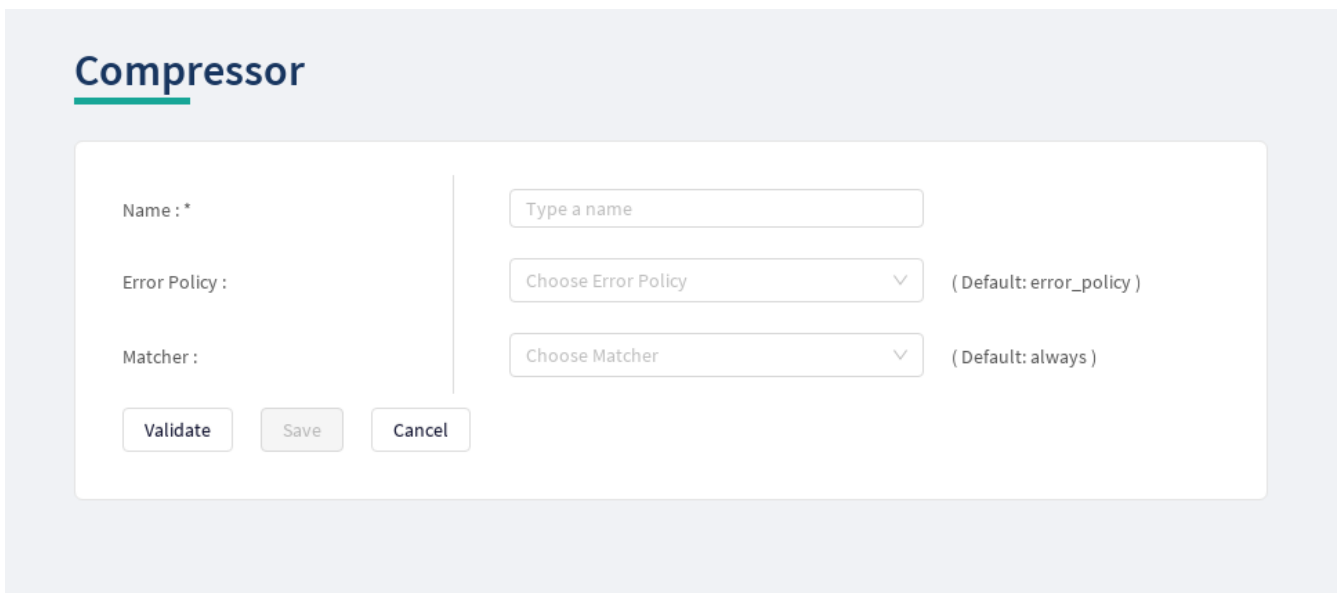 Compressor
Name : * Type a name
Error Policy : Choose Error Policy ( Default: error_policy )
Matcher : Choose Matcher ( Default: always )
Validate Save Cancel